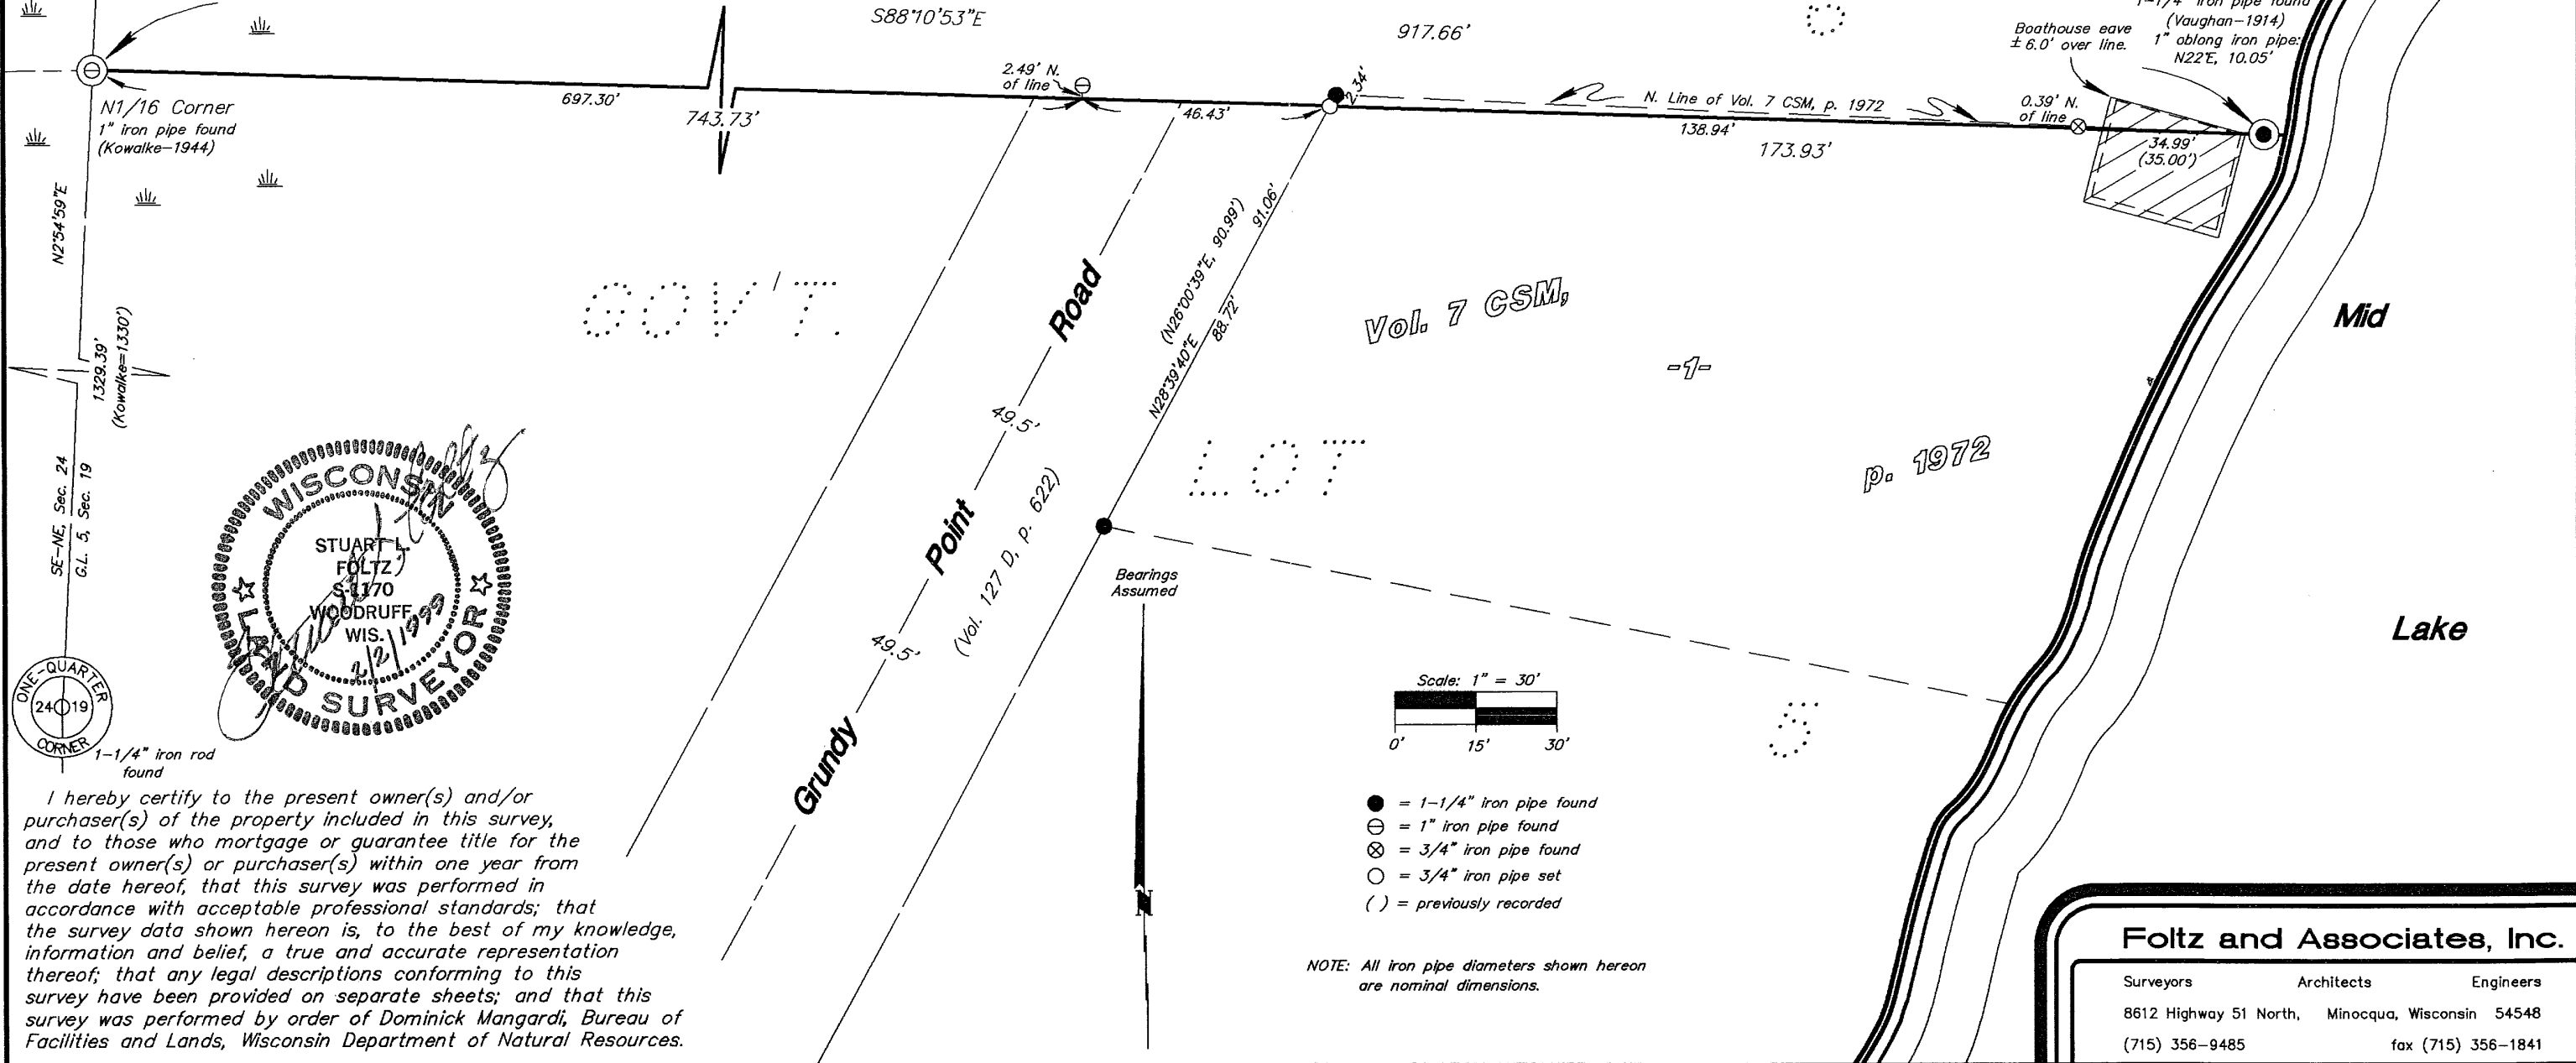 S88°10'53"E
917.66'
1-1/4" iron pipe found
(Vaughan-1914)
1" oblong iron pipe:
N22°E, 10.05'
Boathouse eave
± 6.0' over line.
N1/16 Corner
1" iron pipe found
(Kowalke-1944)
697.30'
743.73'
2.49' N.
of line
46.43'
2.34'
N. Line of Vol. 7 CSM, p. 1972
138.94'
173.93'
0.39' N.
of line
34.99'
(35.00')
N2°54'59"E
1329.39'
(Kowalke=1330')
SE-NE, Sec. 24
G.L. 5, Sec. 19
GOV'T.
LOT
5
Grundy Point Road
49.5'
49.5'
(Vol. 127 D, p. 622)
(N26°00'39"E, 90.99')
91.06'
N28°39'40"E
88.72'
Vol. 7 CSM,
-1-
p. 1972
Mid
Lake
WISCONSIN
STUART L.
FOLTZ
S-1170
WOODRUFF
WIS.
2/2/1999
LAND SURVEYOR
ONE-QUARTER
24 19
CORNER
1-1/4" iron rod
found
Bearings
Assumed
N
Scale: 1" = 30'
0' 15' 30'
= 1-1/4" iron pipe found
= 1" iron pipe found
= 3/4" iron pipe found
= 3/4" iron pipe set
( ) = previously recorded
NOTE: All iron pipe diameters shown hereon
are nominal dimensions.
I hereby certify to the present owner(s) and/or
purchaser(s) of the property included in this survey,
and to those who mortgage or guarantee title for the
present owner(s) or purchaser(s) within one year from
the date hereof, that this survey was performed in
accordance with acceptable professional standards; that
the survey data shown hereon is, to the best of my knowledge,
information and belief, a true and accurate representation
thereof; that any legal descriptions conforming to this
survey have been provided on separate sheets; and that this
survey was performed by order of Dominick Mangardi, Bureau of
Facilities and Lands, Wisconsin Department of Natural Resources.
Foltz and Associates, Inc.
Surveyors Architects Engineers
8612 Highway 51 North, Minocqua, Wisconsin 54548
(715) 356-9485 fax (715) 356-1841